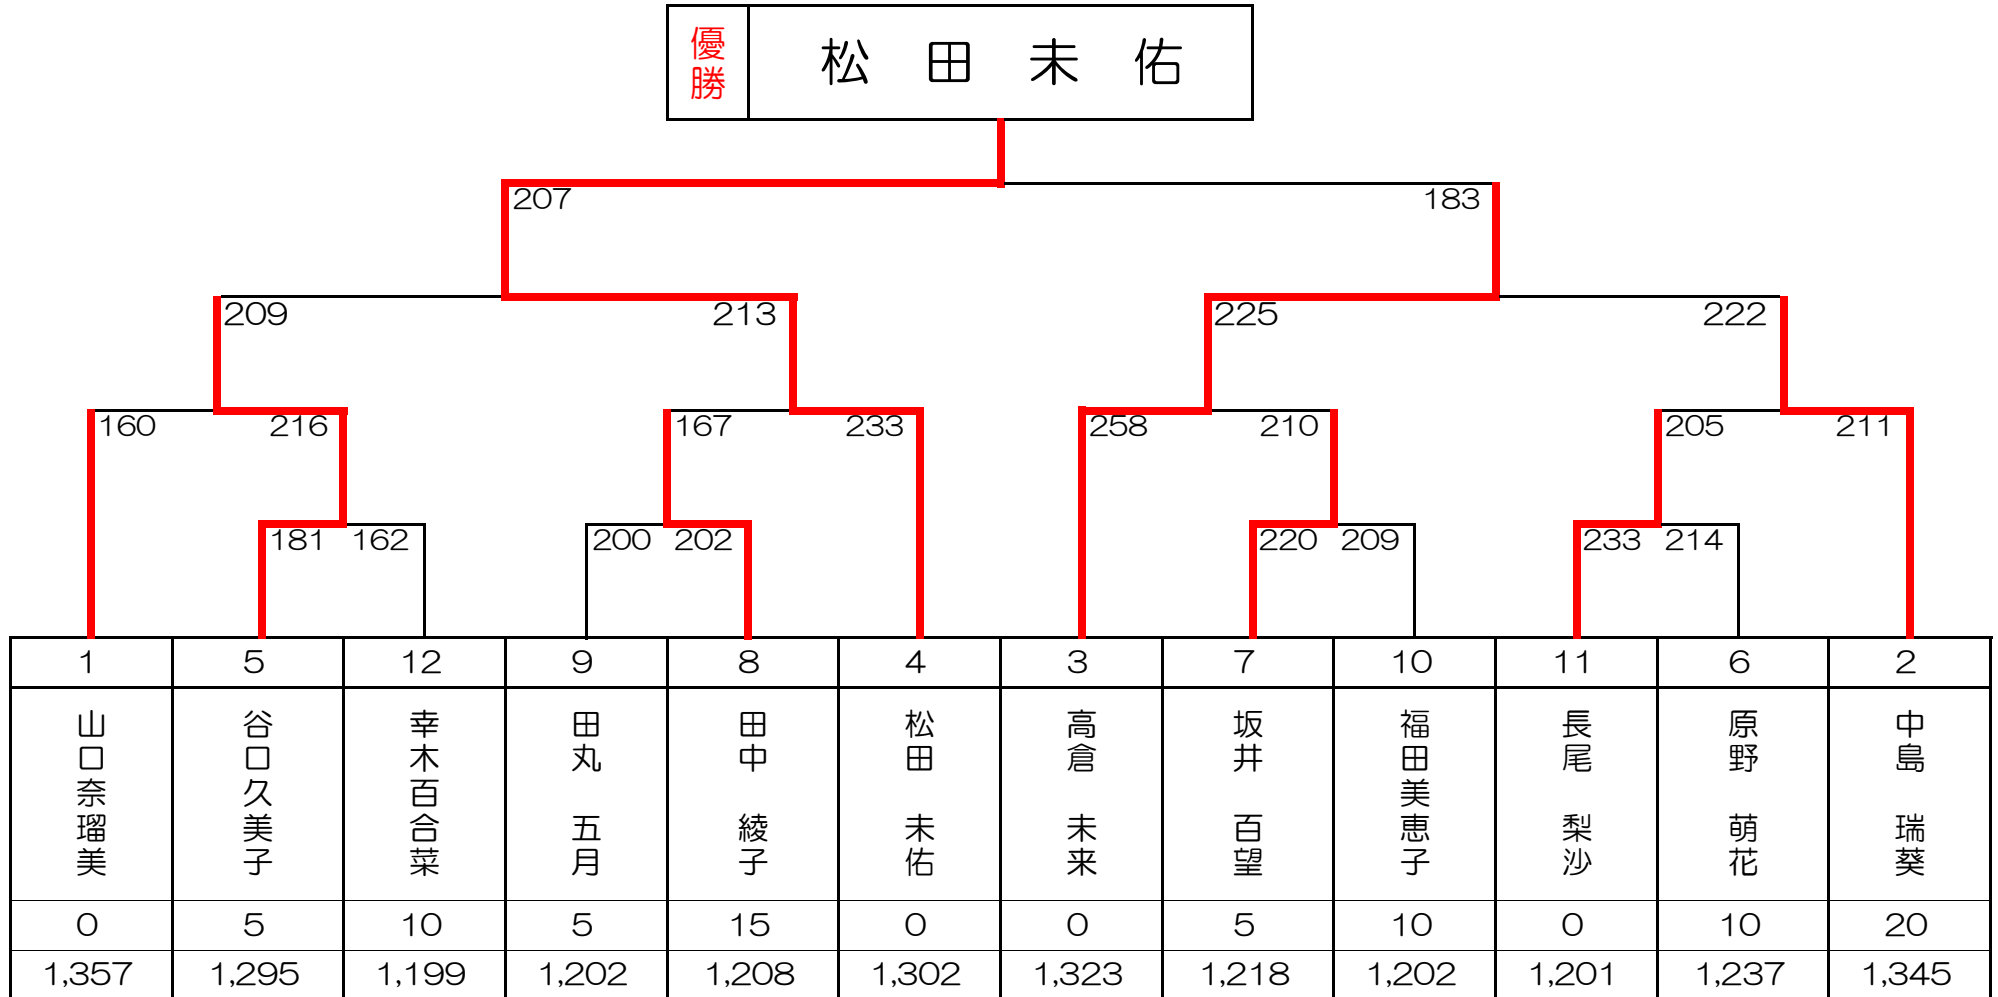 優勝 松田未佑
207 183
209 213 225 222
160 216 167 233 258 210 205 211
181 162 200 202 220 209 233 214
1 5 12 9 8 4 3 7 10 11 6 2
山口奈瑠美
谷口久美子
幸木百合菜
田丸 五月
田中 綾子
松田 未佑
高倉 未来
坂井 百望
福田美恵子
長尾 梨沙
原野 萌花
中島 瑞葵
0 5 10 5 15 0 0 5 10 0 10 20
1,357 1,295 1,199 1,202 1,208 1,302 1,323 1,218 1,202 1,201 1,237 1,345